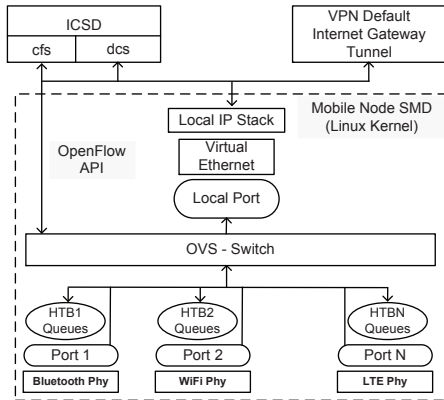 ICSD
cfs
dcs
VPN Default
Internet Gateway
Tunnel
Mobile Node SMD
(Linux Kernel)
Local IP Stack
OpenFlow
API
Virtual
Ethernet
Local Port
OVS - Switch
HTB1
Queues
HTB2
Queues
HTBN
Queues
Port 1
Port 2
Port N
Bluetooth Phy
WiFi Phy
LTE Phy